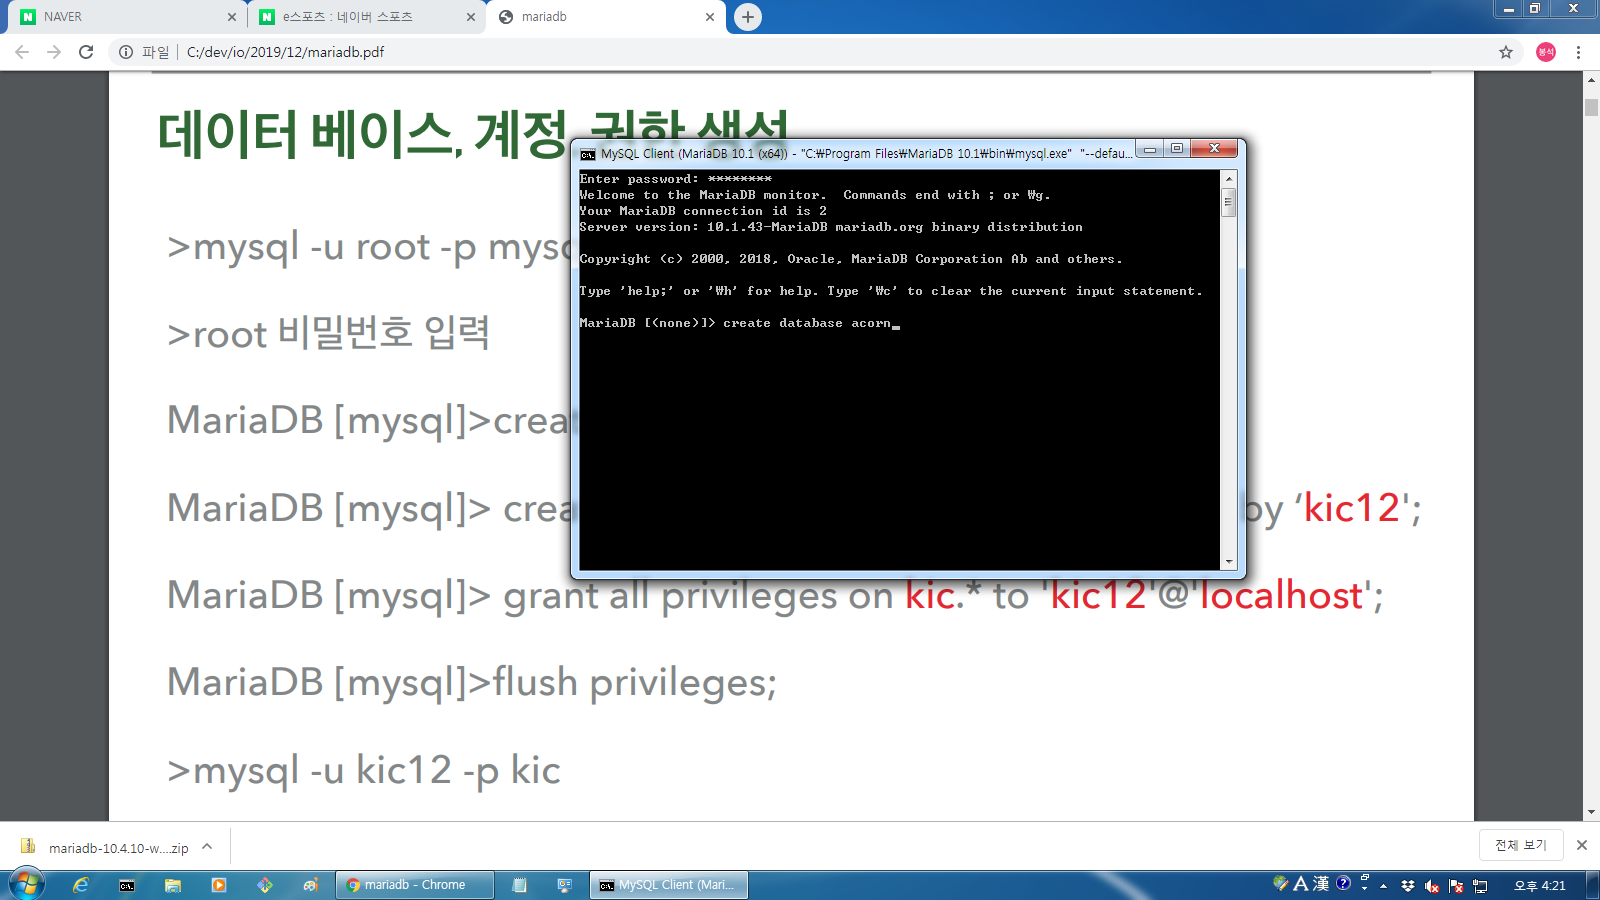 NAVER
e스포츠 : 네이버 스포츠
mariadb
파일 | C:/dev/io/2019/12/mariadb.pdf
봉석
데이터 베이스, 계정, 권한 생성
>mysql -u root -p
>root 비밀번호 입력
MariaDB [mysql]>
MariaDB [mysql]> by ‘kic12';
MariaDB [mysql]> grant all privileges on kic.* to 'kic12'@'localhost';
MariaDB [mysql]>flush privileges;
>mysql -u kic12 -p kic
MySQL Client (MariaDB 10.1 (x64)) - "C:₩Program Files₩MariaDB 10.1₩bin₩mysql.exe" "--defau...
Enter password: ********
Welcome to the MariaDB monitor. Commands end with ; or ₩g.
Your MariaDB connection id is 2
Server version: 10.1.43-MariaDB mariadb.org binary distribution
Copyright (c) 2000, 2018, Oracle, MariaDB Corporation Ab and others.
Type 'help;' or '₩h' for help. Type '₩c' to clear the current input statement.
MariaDB [(none)]> create database acorn_
mariadb-10.4.10-w....zip
전체 보기
mariadb - Chrome
MySQL Client (Mari...
A 漢
오후 4:21